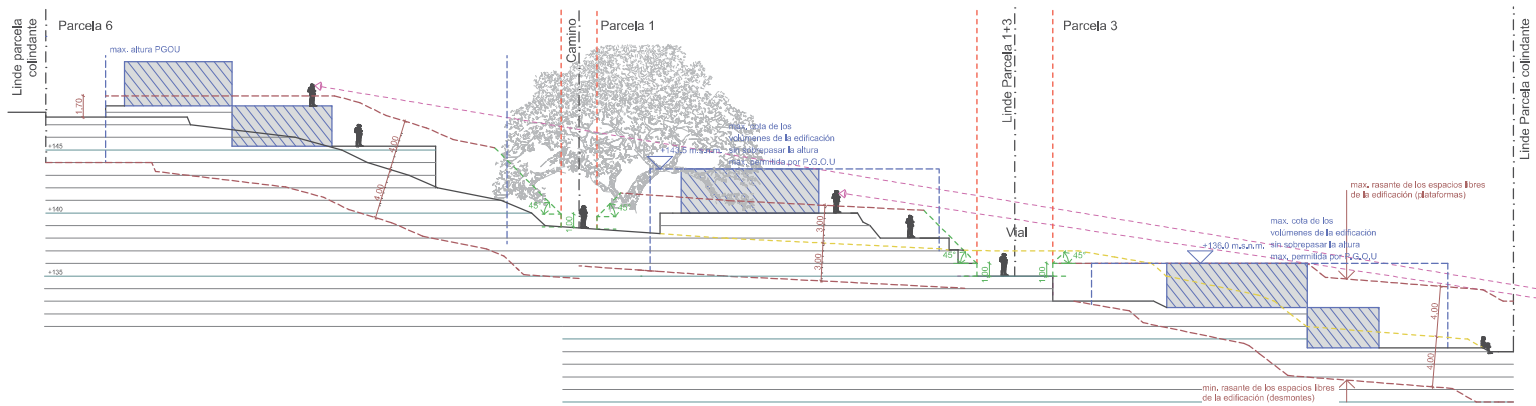 Linde parcela
colindante
Parcela 6
max. altura PGOU
1,70
+145
+140
+135
4,00
4,00
Camino
Parcela 1
45°
1,00
45°
max. cota de los
volúmenes de la edificación
+143,5 m.s.n.m. sin sobrepasar la altura
max. permitida por P.G.O.U
3,00
3,00
Linde Parcela 1+3
Vial
45°
1,00
1,00
45°
Parcela 3
max. rasante de los espacios libres
de la edificación (plataformas)
max. cota de los
volúmenes de la edificación
+136,0 m.s.n.m. sin sobrepasar la altura
max. permitida por P.G.O.U
4,00
4,00
min. rasante de los espacios libres
de la edificación (desmontes)
Linde Parcela colindante